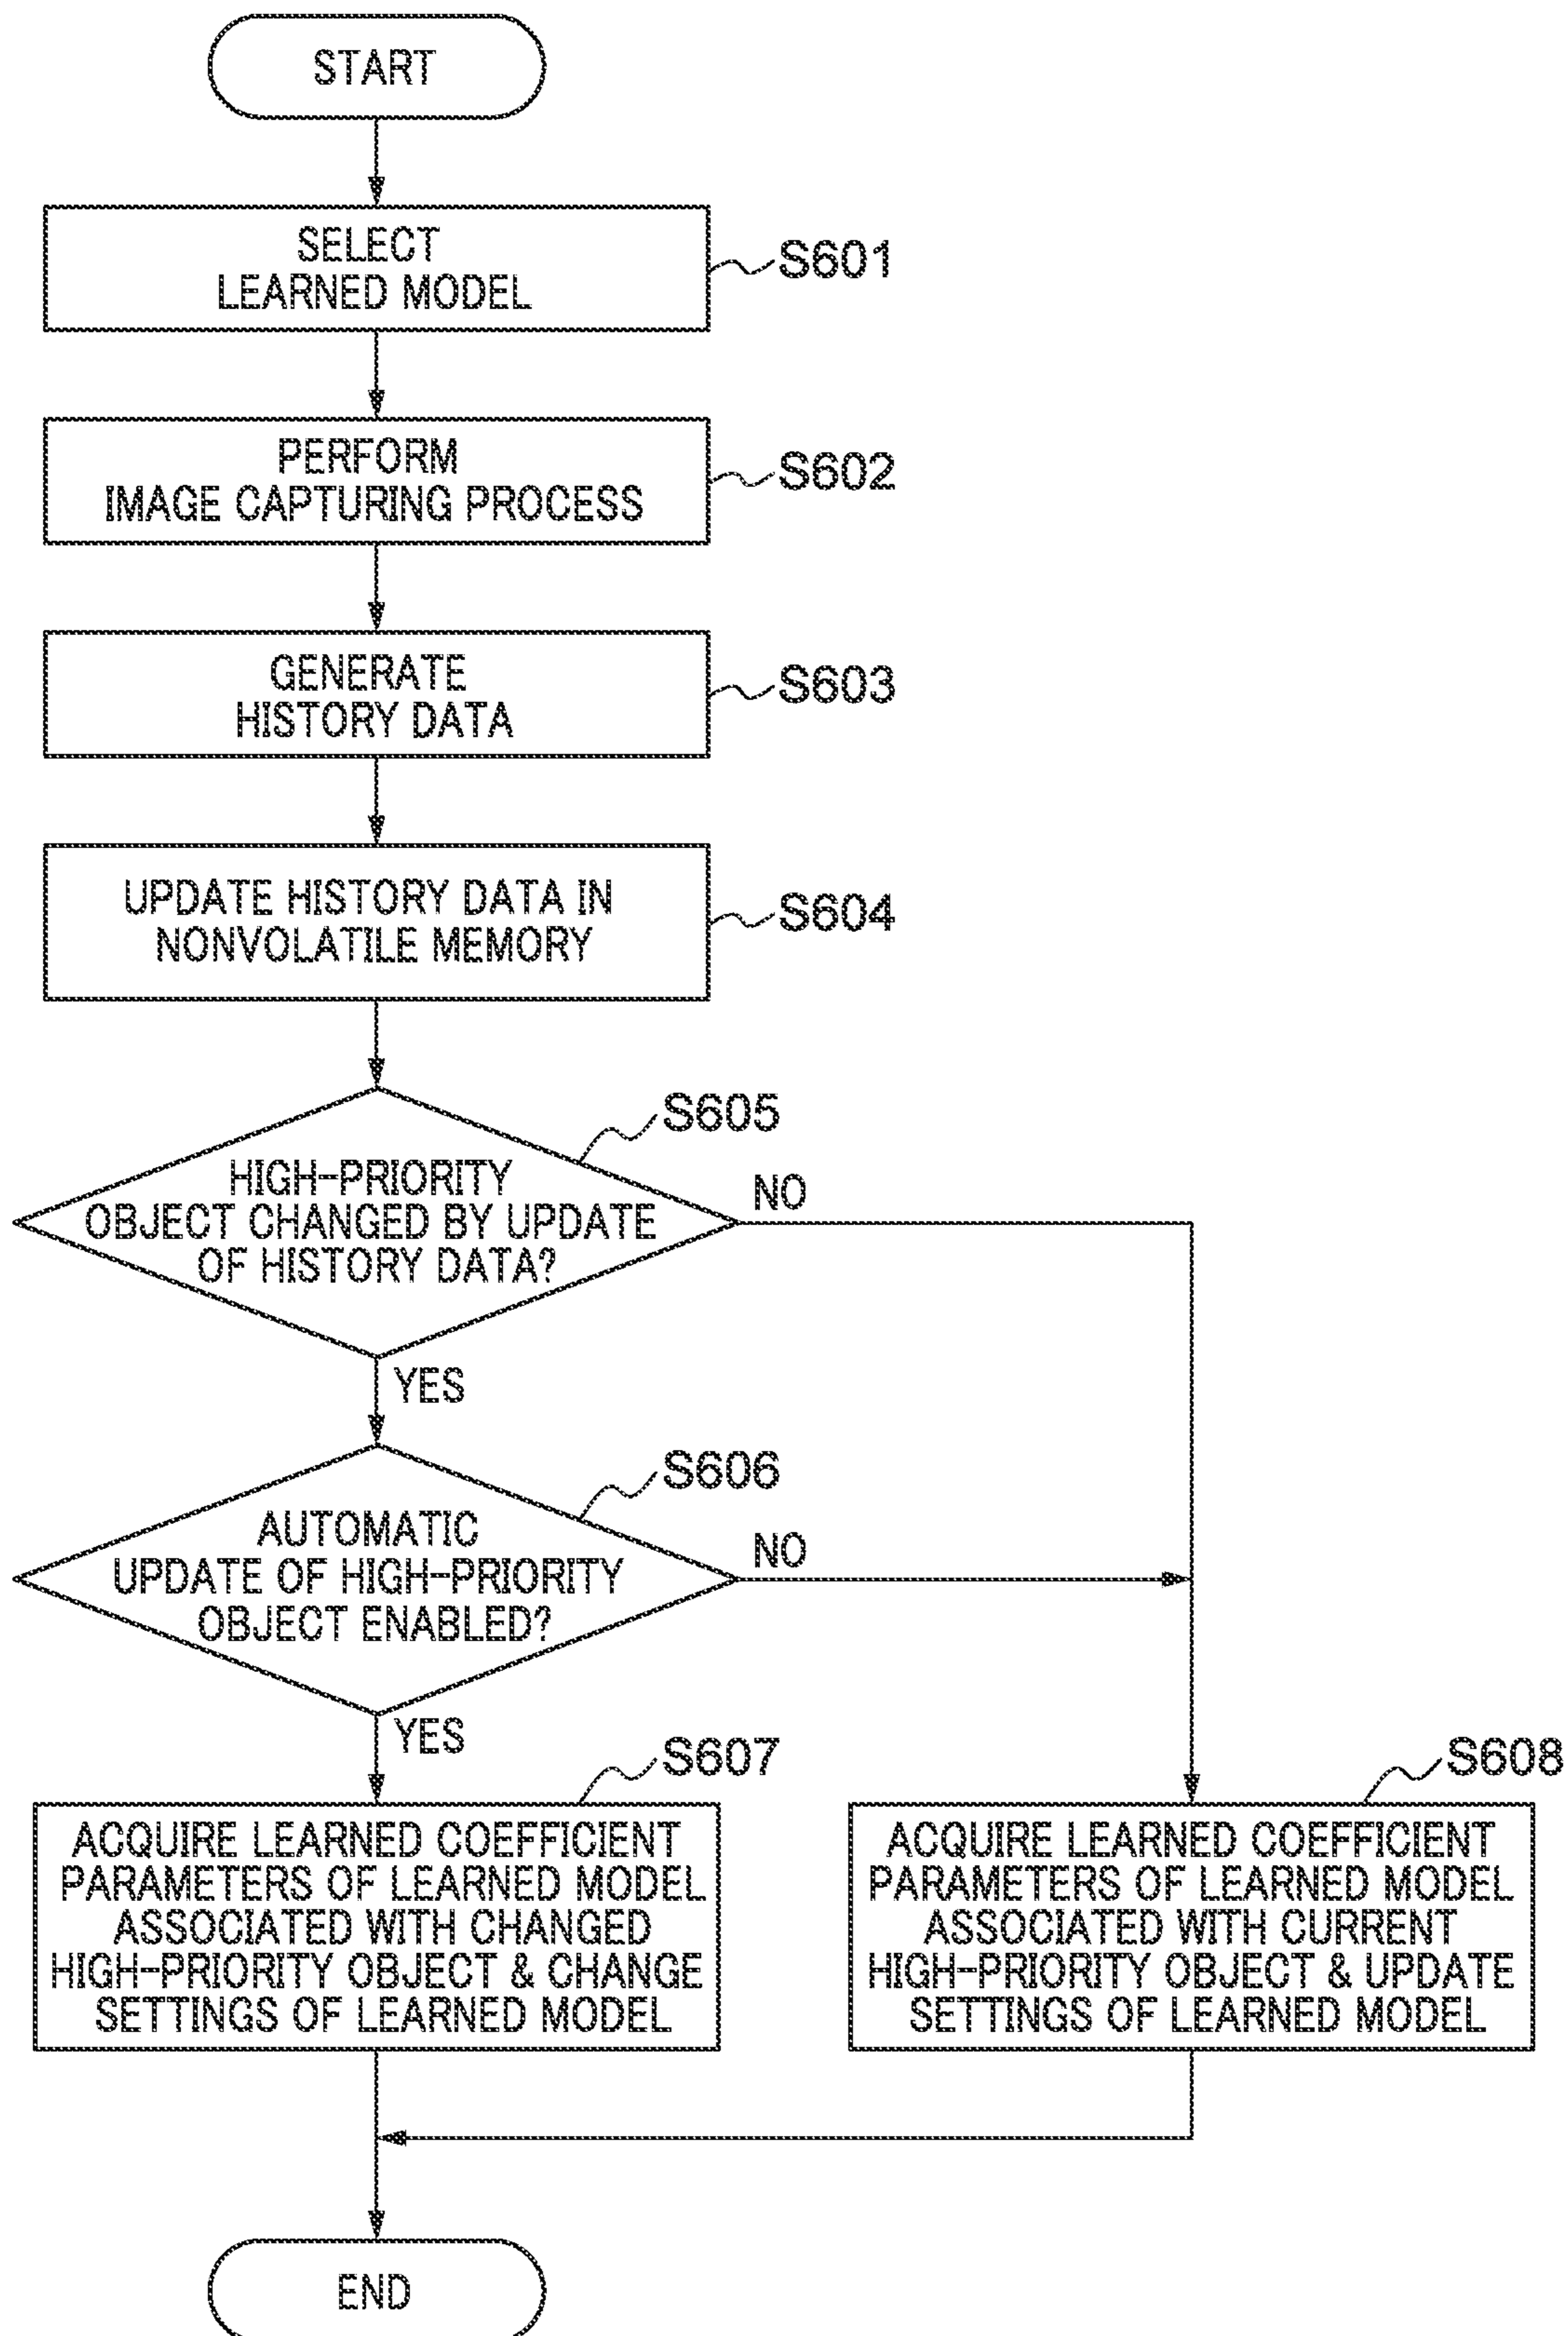 START
SELECT
LEARNED MODEL
S601
PERFORM
IMAGE CAPTURING PROCESS
S602
GENERATE
HISTORY DATA
S603
UPDATE HISTORY DATA IN
NONVOLATILE MEMORY
S604
S605
HIGH-PRIORITY
OBJECT CHANGED BY UPDATE
OF HISTORY DATA?
NO
YES
S606
AUTOMATIC
UPDATE OF HIGH-PRIORITY
OBJECT ENABLED?
NO
YES
S607
ACQUIRE LEARNED COEFFICIENT
PARAMETERS OF LEARNED MODEL
ASSOCIATED WITH CHANGED
HIGH-PRIORITY OBJECT & CHANGE
SETTINGS OF LEARNED MODEL
S608
ACQUIRE LEARNED COEFFICIENT
PARAMETERS OF LEARNED MODEL
ASSOCIATED WITH CURRENT
HIGH-PRIORITY OBJECT & UPDATE
SETTINGS OF LEARNED MODEL
END